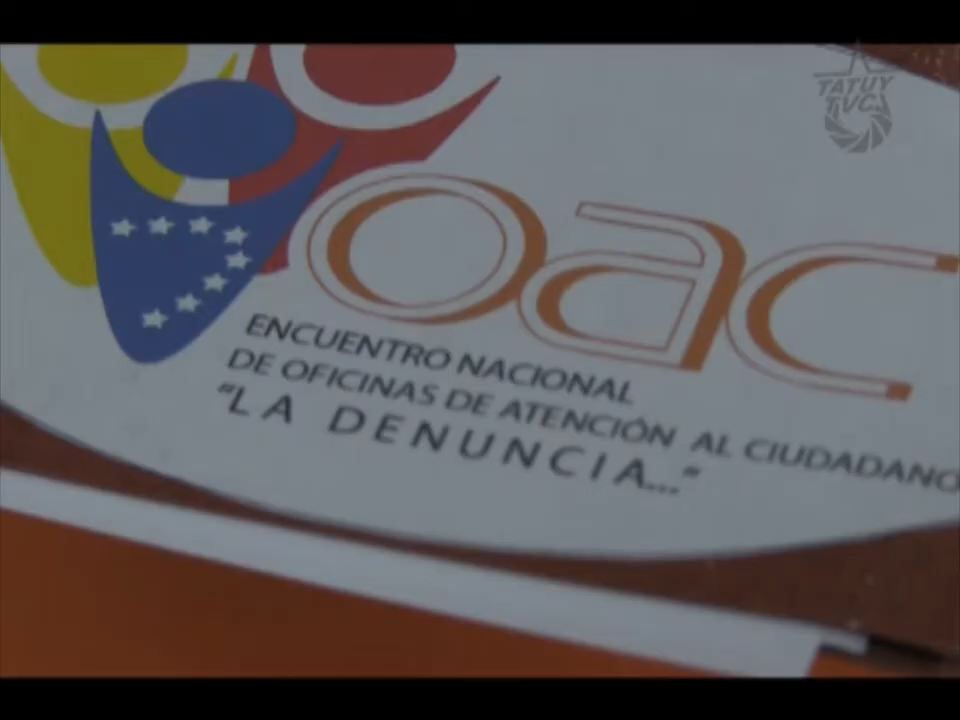 TATUY
TVC
oac
ENCUENTRO NACIONAL
DE OFICINAS DE ATENCIÓN AL CIUDADANO
"LA DENUNCIA..."